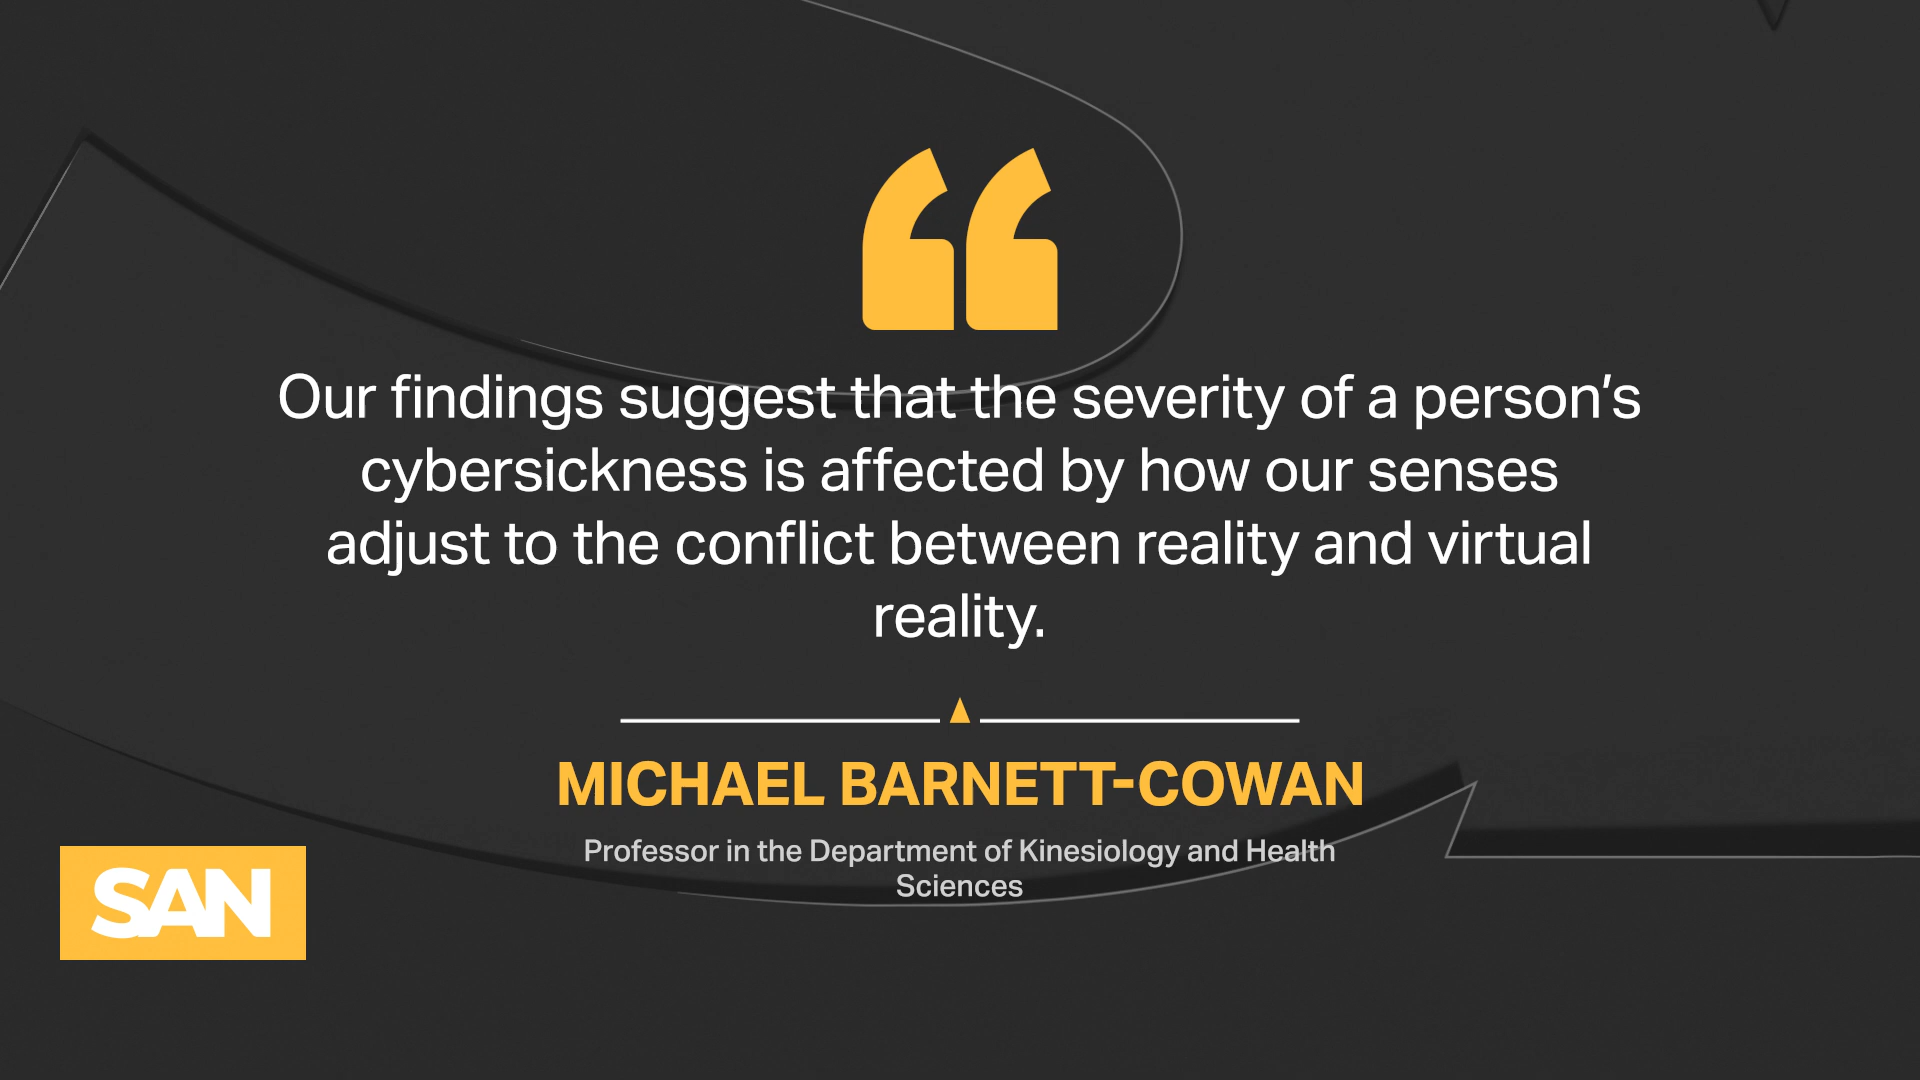 Our findings suggest that the severity of a person’s
cybersickness is affected by how our senses
adjust to the conflict between reality and virtual
reality.
MICHAEL BARNETT-COWAN
Professor in the Department of Kinesiology and Health
Sciences
SAN